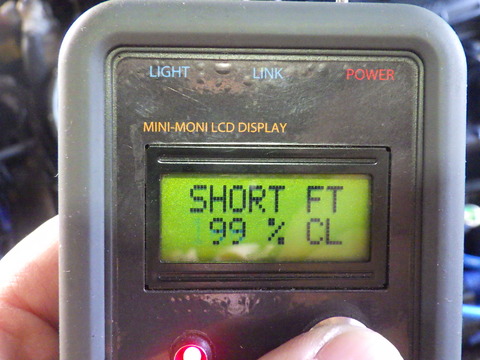 LIGHT LINK POWER
MINI-MONI LCD DISPLAY
SHORT FT
99 % CL